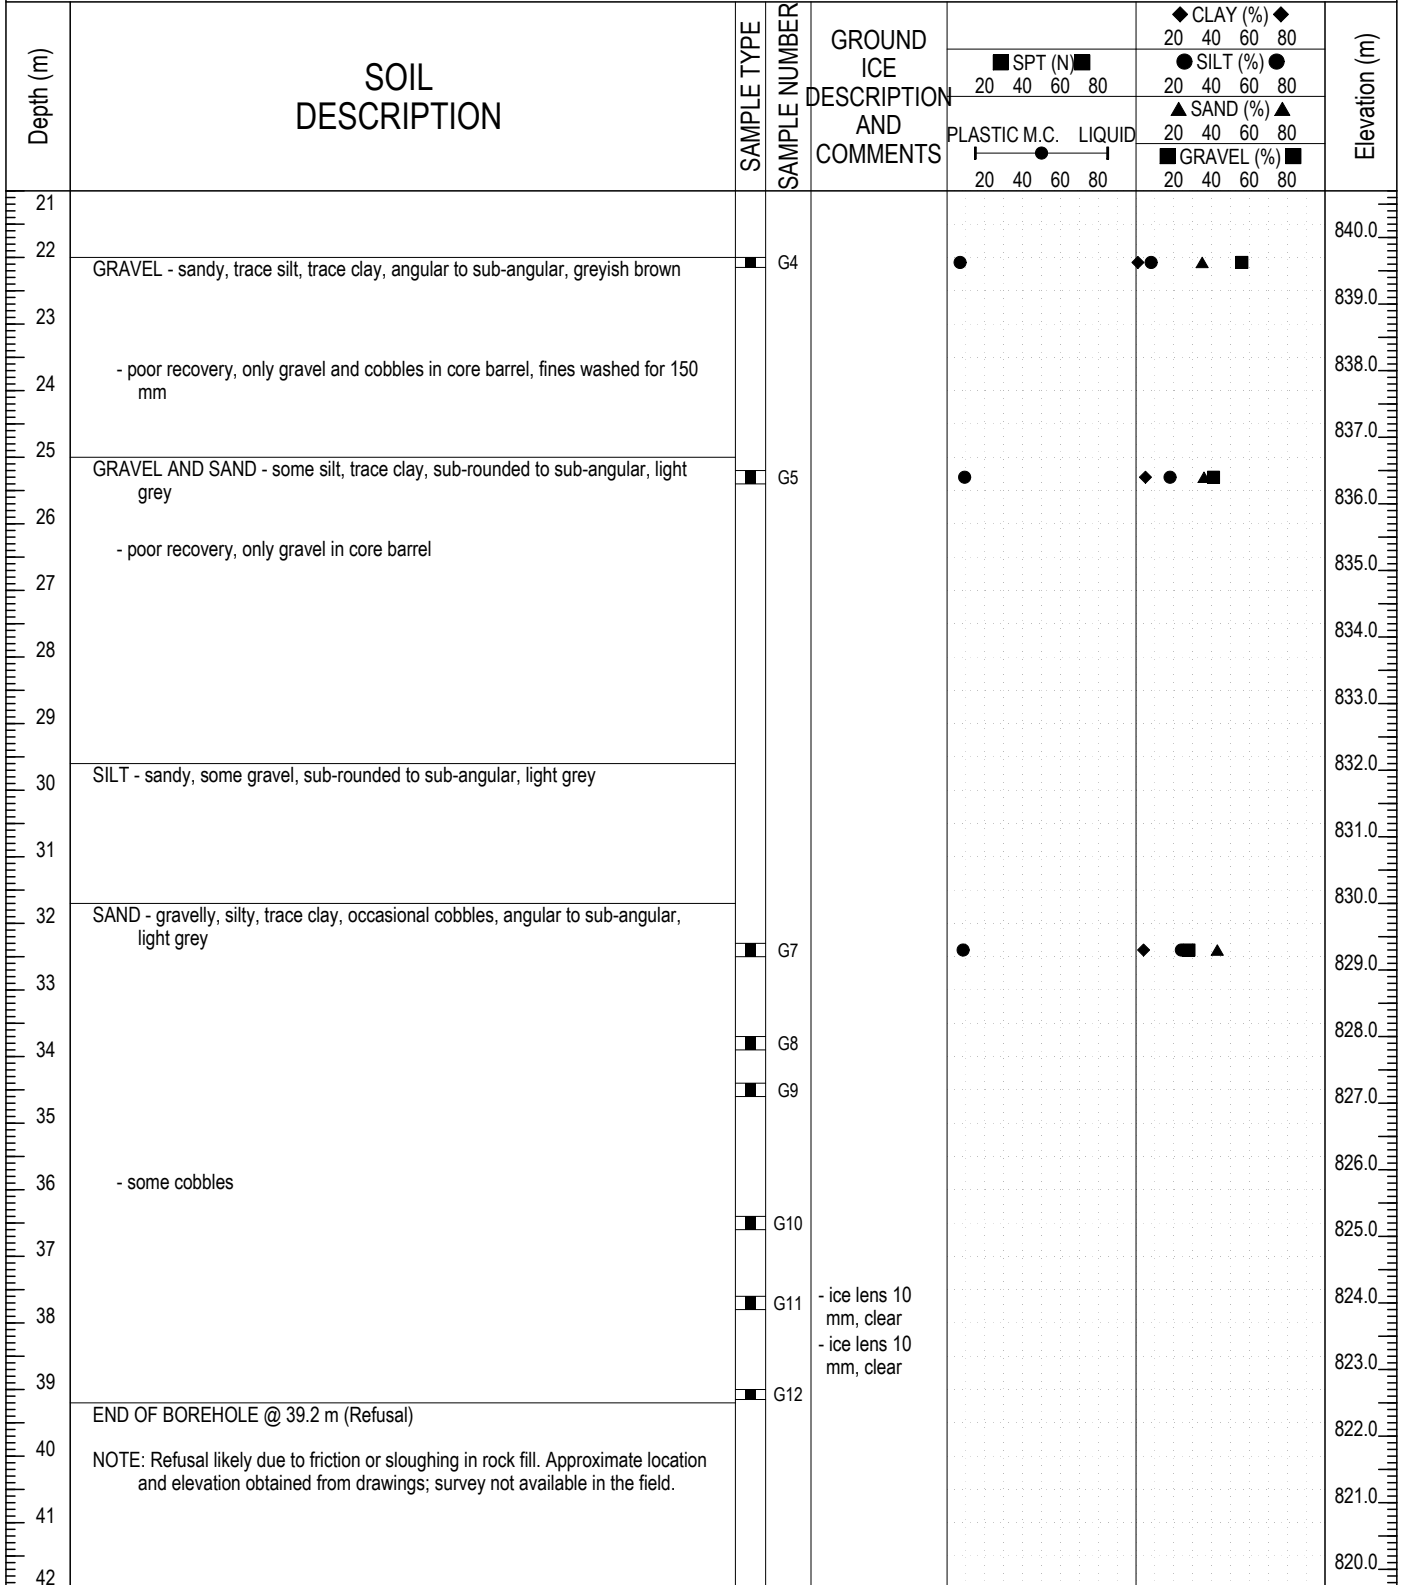 Depth (m)
SOIL
DESCRIPTION
SAMPLE TYPE
SAMPLE NUMBER
GROUND
ICE
DESCRIPTION
AND
COMMENTS
SPT (N)
20 40 60 80
PLASTIC M.C. LIQUID
20 40 60 80
CLAY (%)
20 40 60 80
SILT (%)
20 40 60 80
SAND (%)
20 40 60 80
GRAVEL (%)
20 40 60 80
Elevation (m)
21
840.0
22
GRAVEL - sandy, trace silt, trace clay, angular to sub-angular, greyish brown
G4
839.0
23
- poor recovery, only gravel and cobbles in core barrel, fines washed for 150
mm
838.0
24
837.0
25
GRAVEL AND SAND - some silt, trace clay, sub-rounded to sub-angular, light
grey
G5
836.0
26
- poor recovery, only gravel in core barrel
835.0
27
834.0
28
833.0
29
832.0
SILT - sandy, some gravel, sub-rounded to sub-angular, light grey
30
831.0
31
830.0
32
SAND - gravelly, silty, trace clay, occasional cobbles, angular to sub-angular,
light grey
G7
829.0
33
828.0
G8
34
G9
827.0
35
826.0
36
- some cobbles
G10
825.0
37
G11
- ice lens 10
mm, clear
824.0
38
- ice lens 10
mm, clear
823.0
39
G12
END OF BOREHOLE @ 39.2 m (Refusal)
822.0
40
NOTE: Refusal likely due to friction or sloughing in rock fill. Approximate location
and elevation obtained from drawings; survey not available in the field.
821.0
41
820.0
42